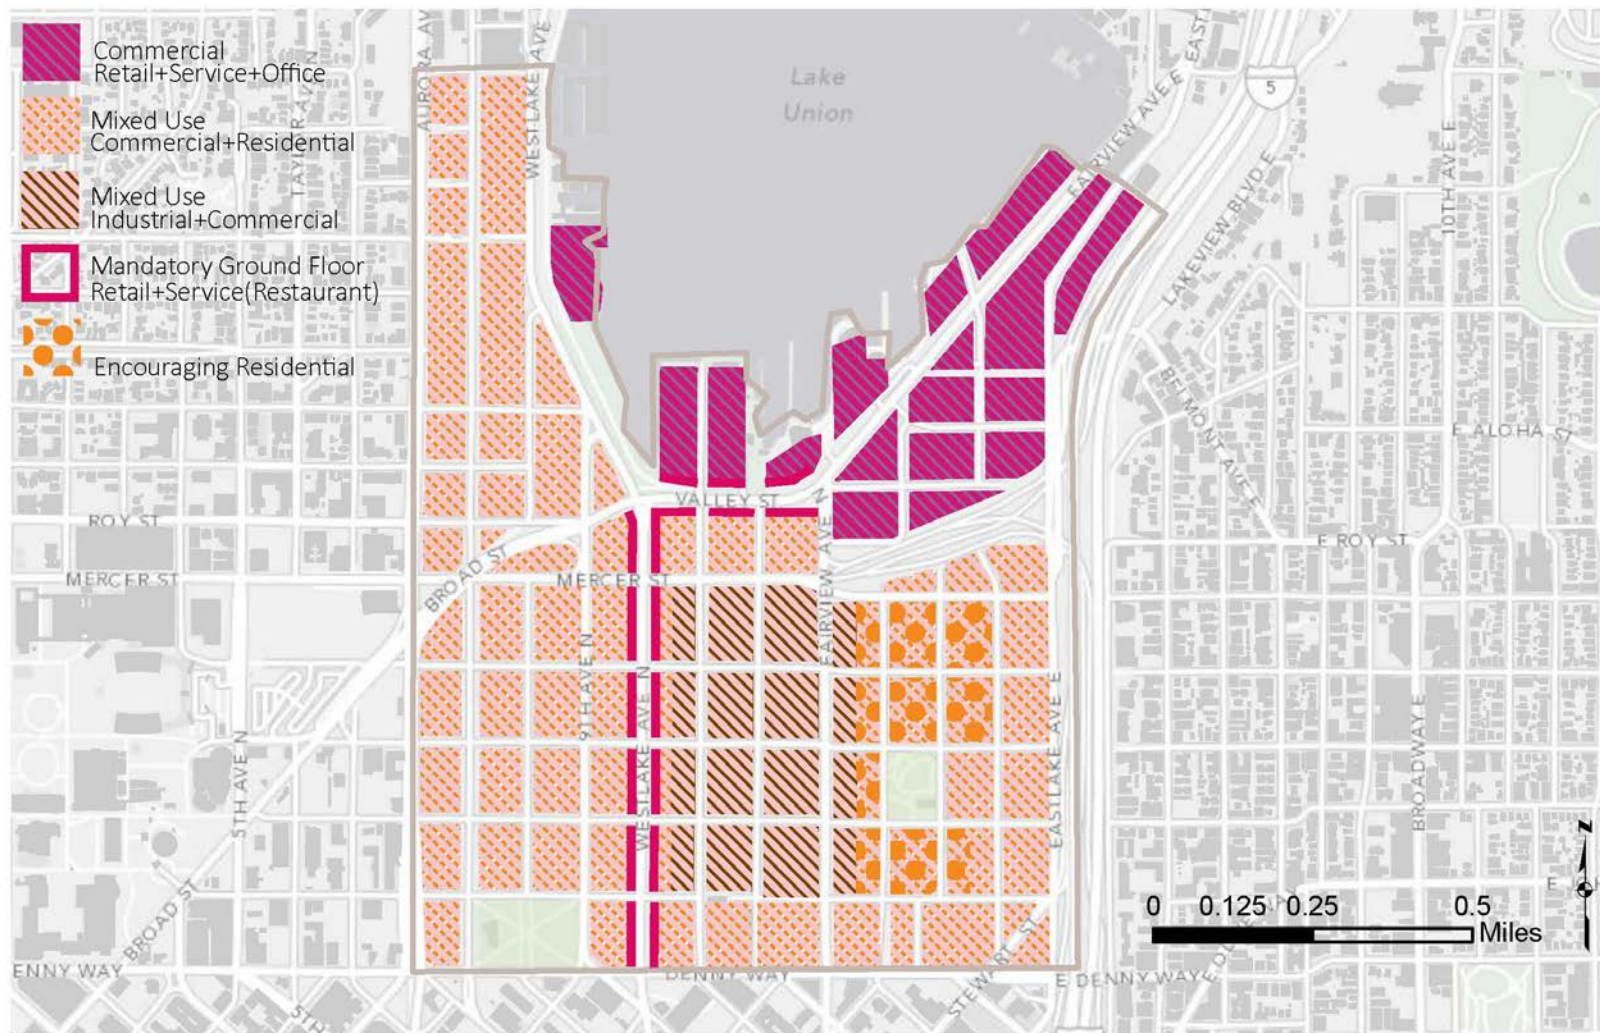 Commercial
Retail+Service+Office
Mixed Use
Commercial+Residential
Mixed Use
Industrial+Commercial
Mandatory Ground Floor
Retail+Service(Restaurant)
Encouraging Residential
AURORA AV
WESTLAKE AVE
TAYLOR AVE N
Lake
Union
FAIRVIEW AVE E
EAST
5
FAIRVIEW AVE E
LAKEVIEW BLVD E
10TH AVE E
BELMONT AVE E
E ALOHA ST
VALLEY ST
ROY ST
BROAD ST
MERCER ST
MERCER ST
FAIRVIEW AVE N
E ROY ST
9TH AVE N
WESTLAKE AVE N
EASTLAKE AVE E
BROADWAY E
5TH AVE N
BROAD ST
STEWART ST
ENNY WAY
DENNY WAY
E DENNY WAY
5TH
0 0.125 0.25 0.5
Miles
Z